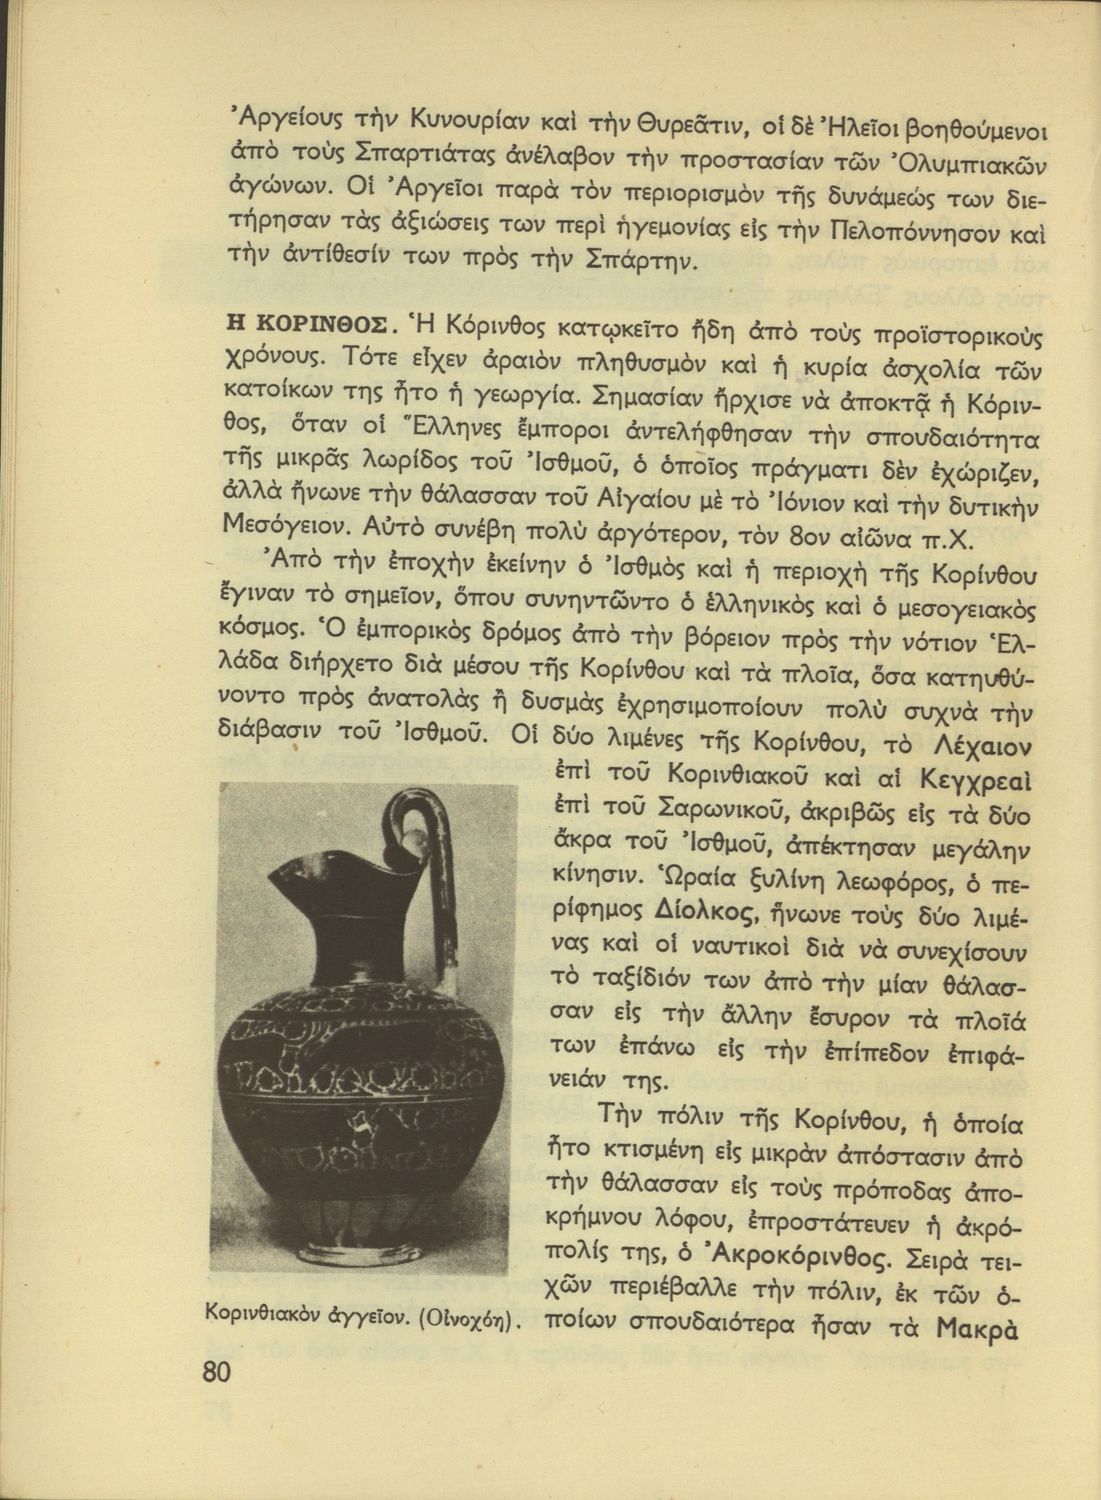 Ἀργείους τὴν Κυνουρίαν καὶ τὴν Θυρεᾶτιν, οἱ δὲ Ἠλεῖοι βοηθούμενοι
ἀπὸ τοὺς Σπαρτιάτας ἀνέλαβον τὴν προστασίαν τῶν Ὀλυμπιακῶν
ἀγώνων. Οἱ Ἀργεῖοι παρὰ τὸν περιορισμὸν τῆς δυνάμεώς των διε-
τήρησαν τὰς ἀξιώσεις των περὶ ἡγεμονίας εἰς τὴν Πελοπόννησον καὶ
τὴν ἀντίθεσίν των πρὸς τὴν Σπάρτην.
Η ΚΟΡΙΝΘΟΣ. Ἡ Κόρινθος κατῳκεῖτο ἤδη ἀπὸ τοὺς προϊστορικοὺς
χρόνους. Τότε εἶχεν ἀραιὸν πληθυσμὸν καὶ ἡ κυρία ἀσχολία τῶν
κατοίκων της ἦτο ἡ γεωργία. Σημασίαν ἤρχισε νὰ ἀποκτᾷ ἡ Κόριν-
θος, ὅταν οἱ Ἕλληνες ἔμποροι ἀντελήφθησαν τὴν σπουδαιότητα
τῆς μικρᾶς λωρίδος τοῦ Ἰσθμοῦ, ὁ ὁποῖος πράγματι δὲν ἐχώριζεν,
ἀλλὰ ἥνωνε τὴν θάλασσαν τοῦ Αἰγαίου μὲ τὸ Ἰόνιον καὶ τὴν δυτικὴν
Μεσόγειον. Αὐτὸ συνέβη πολὺ ἀργότερον, τὸν 8ον αἰῶνα π.Χ.
Ἀπὸ τὴν ἐποχὴν ἐκείνην ὁ Ἰσθμὸς καὶ ἡ περιοχὴ τῆς Κορίνθου
ἔγιναν τὸ σημεῖον, ὅπου συνηντῶντο ὁ ἑλληνικὸς καὶ ὁ μεσογειακὸς
κόσμος. Ὁ ἐμπορικὸς δρόμος ἀπὸ τὴν βόρειον πρὸς τὴν νότιον Ἑλ-
λάδα διήρχετο διὰ μέσου τῆς Κορίνθου καὶ τὰ πλοῖα, ὅσα κατηυθύ-
νοντο πρὸς ἀνατολὰς ἢ δυσμὰς ἐχρησιμοποίουν πολὺ συχνὰ τὴν
διάβασιν τοῦ Ἰσθμοῦ. Οἱ δύο λιμένες τῆς Κορίνθου, τὸ Λέχαιον
ἐπὶ τοῦ Κορινθιακοῦ καὶ αἱ Κεγχρεαὶ
ἐπὶ τοῦ Σαρωνικοῦ, ἀκριβῶς εἰς τὰ δύο
ἄκρα τοῦ Ἰσθμοῦ, ἀπέκτησαν μεγάλην
κίνησιν. Ὡραία ξυλίνη λεωφόρος, ὁ πε-
ρίφημος Δίολκος, ἥνωνε τοὺς δύο λιμέ-
νας καὶ οἱ ναυτικοὶ διὰ νὰ συνεχίσουν
τὸ ταξίδιόν των ἀπὸ τὴν μίαν θάλασ-
σαν εἰς τὴν ἄλλην ἔσυρον τὰ πλοῖά
των ἐπάνω εἰς τὴν ἐπίπεδον ἐπιφά-
νειάν της.
Τὴν πόλιν τῆς Κορίνθου, ἡ ὁποία
ἦτο κτισμένη εἰς μικρὰν ἀπόστασιν ἀπὸ
τὴν θάλασσαν εἰς τοὺς πρόποδας ἀπο-
κρήμνου λόφου, ἐπροστάτευεν ἡ ἀκρό-
πολίς της, ὁ Ἀκροκόρινθος. Σειρὰ τει-
χῶν περιέβαλλε τὴν πόλιν, ἐκ τῶν ὁ-
ποίων σπουδαιότερα ἦσαν τὰ Μακρὰ
Κορινθιακὸν ἀγγεῖον. (Οἰνοχόη).
80